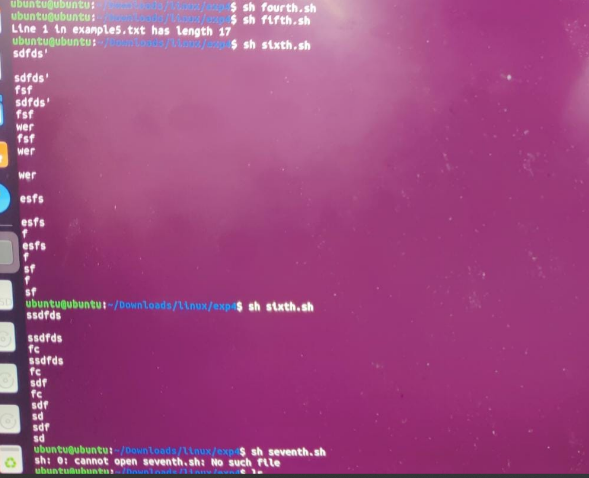 ubuntu@ubuntu:~/Downloads/linux/exp4$ sh fourth.sh
ubuntu@ubuntu:~/Downloads/linux/exp4$ sh fifth.sh
Line 1 in example5.txt has length 17
ubuntu@ubuntu:~/Downloads/linux/exp4$ sh sixth.sh
sdfds'
sdfds'
fsf
sdfds'
fsf
wer
fsf
wer
wer
esfs
esfs
f
esfs
f
sf
f
sf
ubuntu@ubuntu:~/Downloads/linux/exp4$ sh sixth.sh
ssdfds
ssdfds
fc
ssdfds
fc
sdf
fc
sdf
sd
sdf
sd
ubuntu@ubuntu:~/Downloads/linux/exp4$ sh seventh.sh
sh: 0: cannot open seventh.sh: No such file
ubuntu@ubuntu:~/Downloads/linux/exp4$